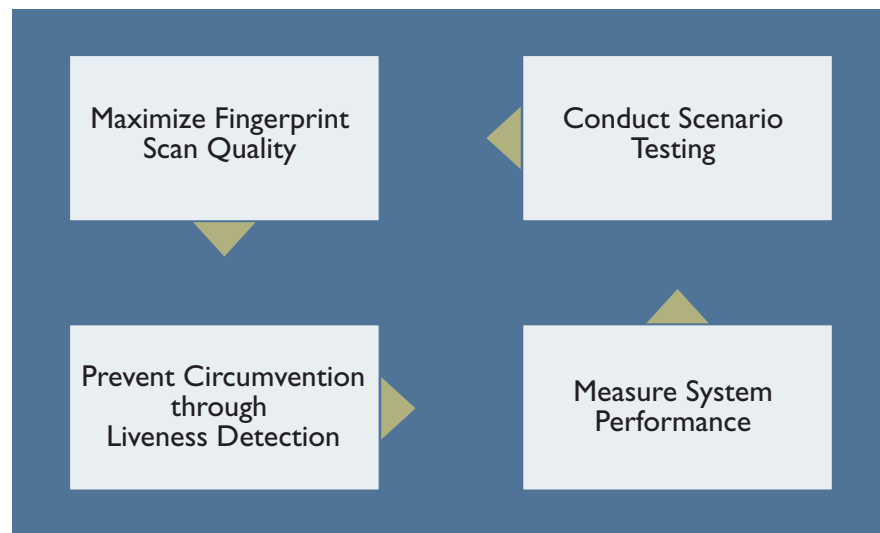 Maximize Fingerprint
Scan Quality
Conduct Scenario
Testing
Prevent Circumvention
through
Liveness Detection
Measure System
Performance